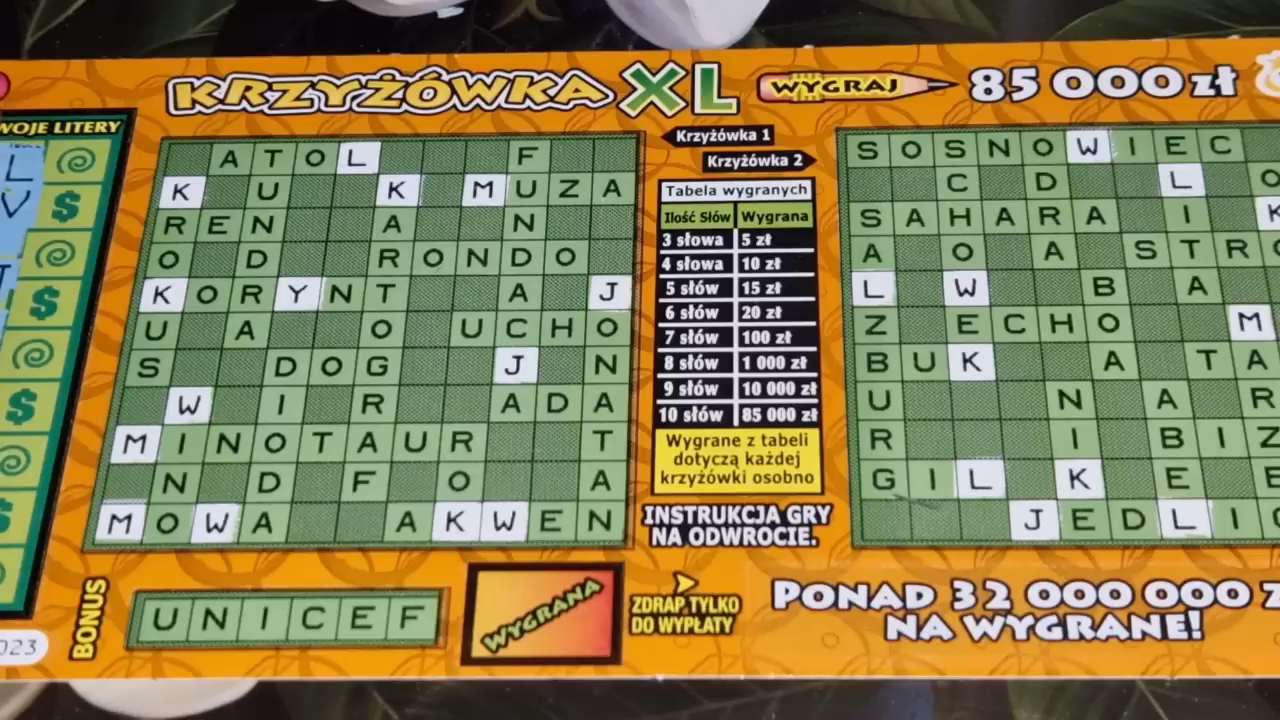 KRZYŻÓWKA XL WYGRAJ 85 000 zł
WOJE LITERY
Krzyżówka 1
Krzyżówka 2
Tabela wygranych
Ilość Słów Wygrana
3 słowa 5 zł
4 słowa 10 zł
5 słów 15 zł
6 słów 20 zł
7 słów 100 zł
8 słów 1 000 zł
9 słów 10 000 zł
10 słów 85 000 zł
Wygrane z tabeli
dotyczą każdej
krzyżówki osobno
INSTRUKCJA GRY
NA ODWROCIE.
A T O L F
K U K M U Z A
R E N A N
O D R O N D O
K O R Y N T A J
U A O U C H O
S D O G J N
W I R A D A A
M I N O T A U R T
N D F O A
M O W A A K W E N
S O S N O W I E C
C D L O
S A H A R A I K
A O A S T R O
L W B A
Z E C H O M
B U K A T A
U N A R
R I B I Z
G I L K E E
J E D L I C
BONUS
U N I C E F
WYGRANA
ZDRAP TYLKO
DO WYPŁATY
PONAD 32 000 000 Z
NA WYGRANE!
023